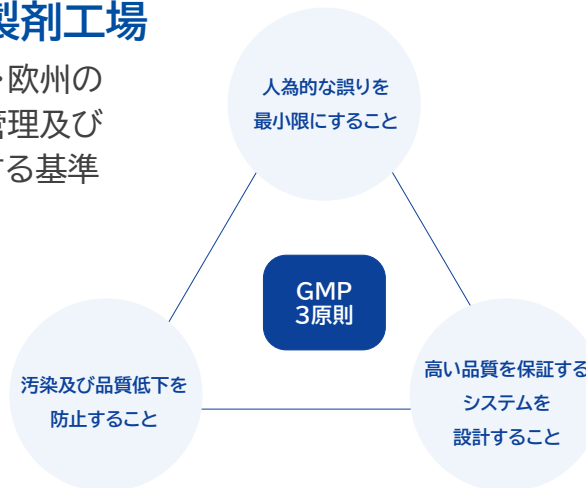 製剤工場
・欧州の
管理及び
する基準
人為的な誤りを
最小限にすること
GMP
3原則
汚染及び品質低下を
防止すること
高い品質を保証する
システムを
設計すること